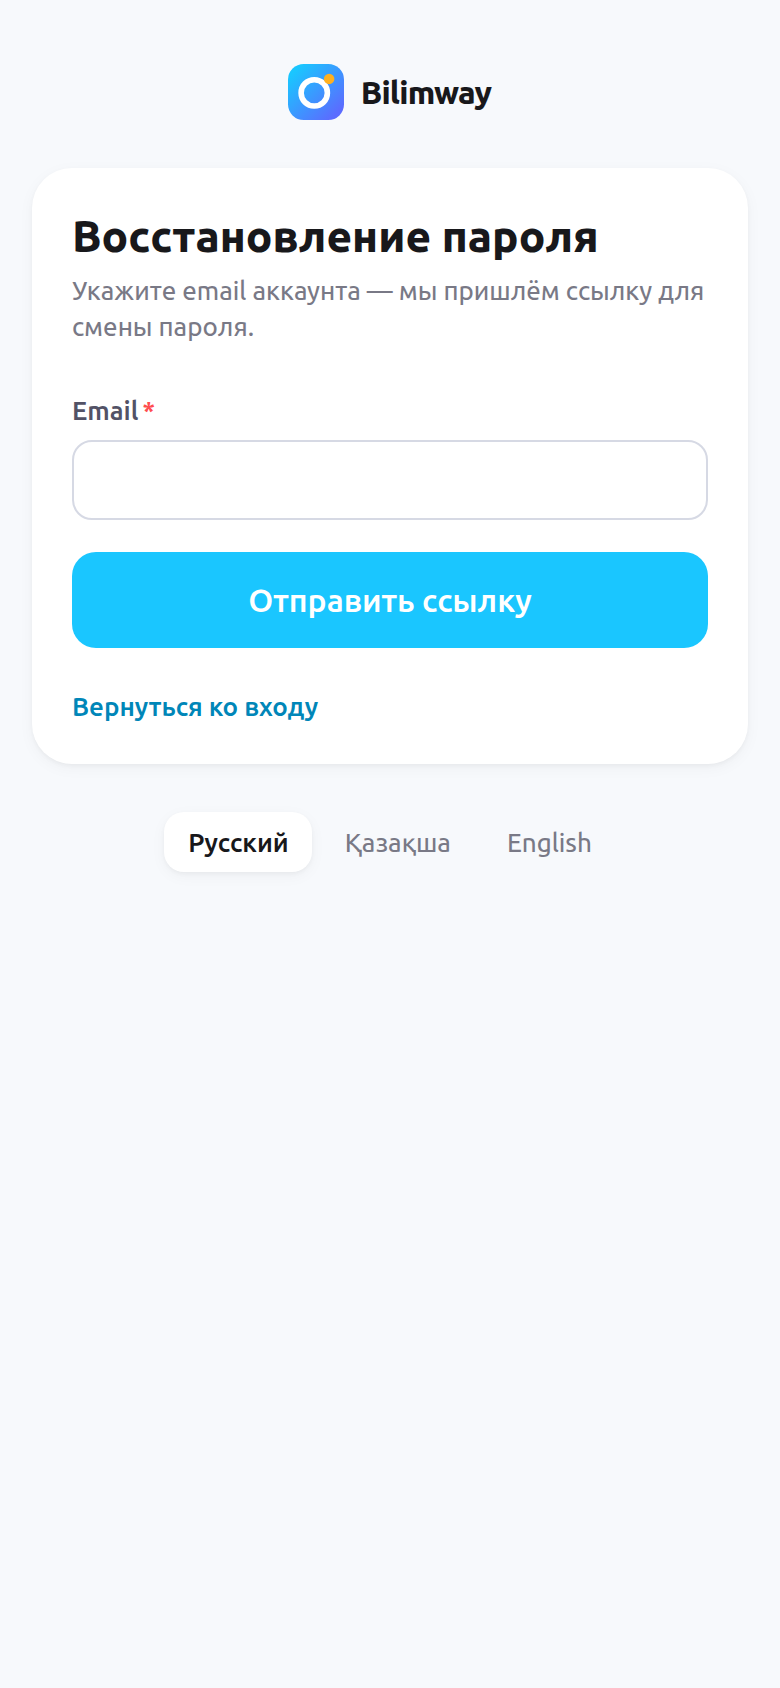 Bilimway
Восстановление пароля
Укажите email аккаунта — мы пришлём ссылку для
смены пароля.
Email *
Отправить ссылку
Вернуться ко входу
Русский Қазақша English